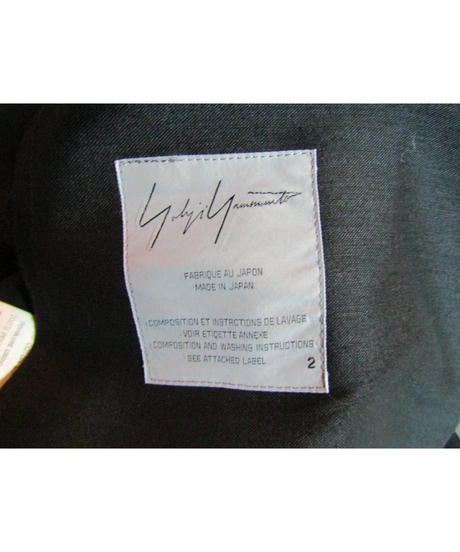 Yohji Yamamoto
FABRIQUE AU JAPON
MADE IN JAPAN
COMPOSITION ET INSTRCTIONS DE LAVAGE
VOIR ETIQETTE ANNEXE
COMPOSITION AND WASHING INSTRUCTIONS
SEE ATTACHED LABEL
2